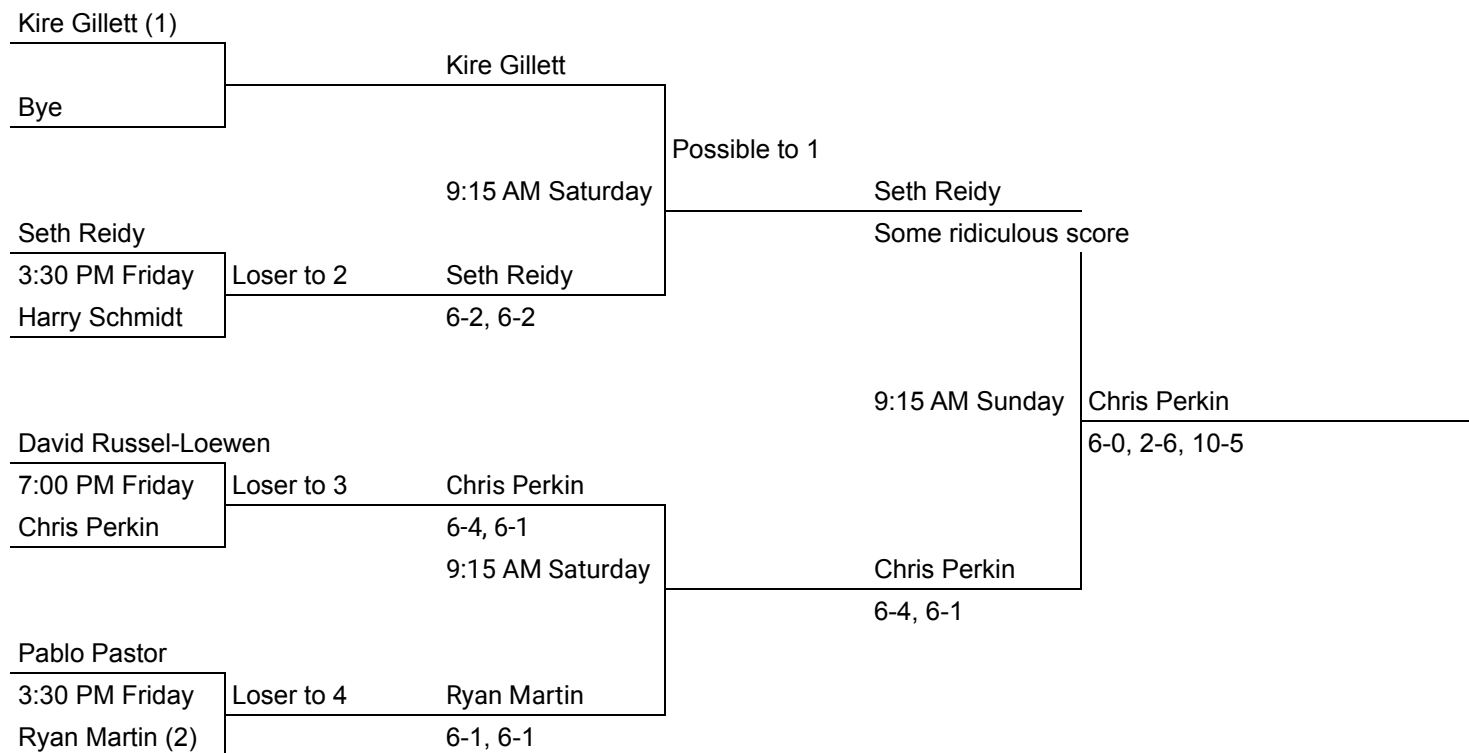 Kire Gillett (1)
Kire Gillett
Bye
Possible to 1
9:15 AM Saturday
Seth Reidy
Seth Reidy
Some ridiculous score
3:30 PM Friday
Loser to 2
Seth Reidy
Harry Schmidt
6-2, 6-2
9:15 AM Sunday
Chris Perkin
David Russel-Loewen
6-0, 2-6, 10-5
7:00 PM Friday
Loser to 3
Chris Perkin
Chris Perkin
6-4, 6-1
9:15 AM Saturday
Chris Perkin
6-4, 6-1
Pablo Pastor
3:30 PM Friday
Loser to 4
Ryan Martin
Ryan Martin (2)
6-1, 6-1